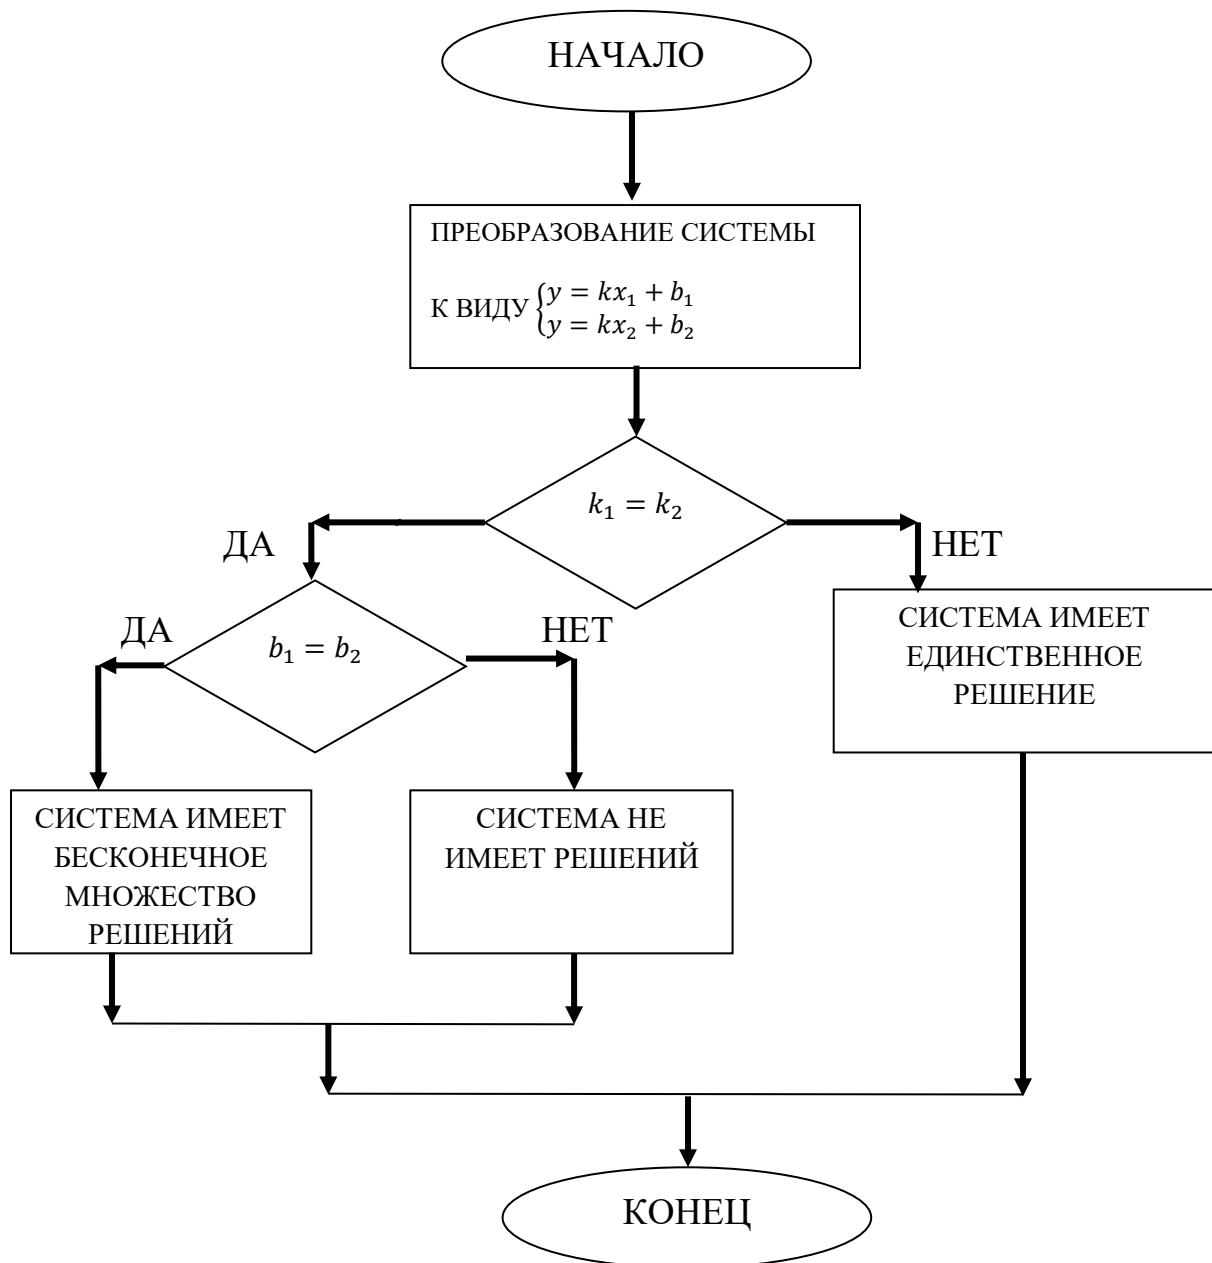 НАЧАЛО
ПРЕОБРАЗОВАНИЕ СИСТЕМЫ
К ВИДУ {y = kx₁ + b₁
y = kx₂ + b₂
k₁ = k₂
ДА
НЕТ
ДА
b₁ = b₂
НЕТ
СИСТЕМА ИМЕЕТ
ЕДИНСТВЕННОЕ
РЕШЕНИЕ
СИСТЕМА ИМЕЕТ
БЕСКОНЕЧНОЕ
МНОЖЕСТВО
РЕШЕНИЙ
СИСТЕМА НЕ
ИМЕЕТ РЕШЕНИЙ
КОНЕЦ